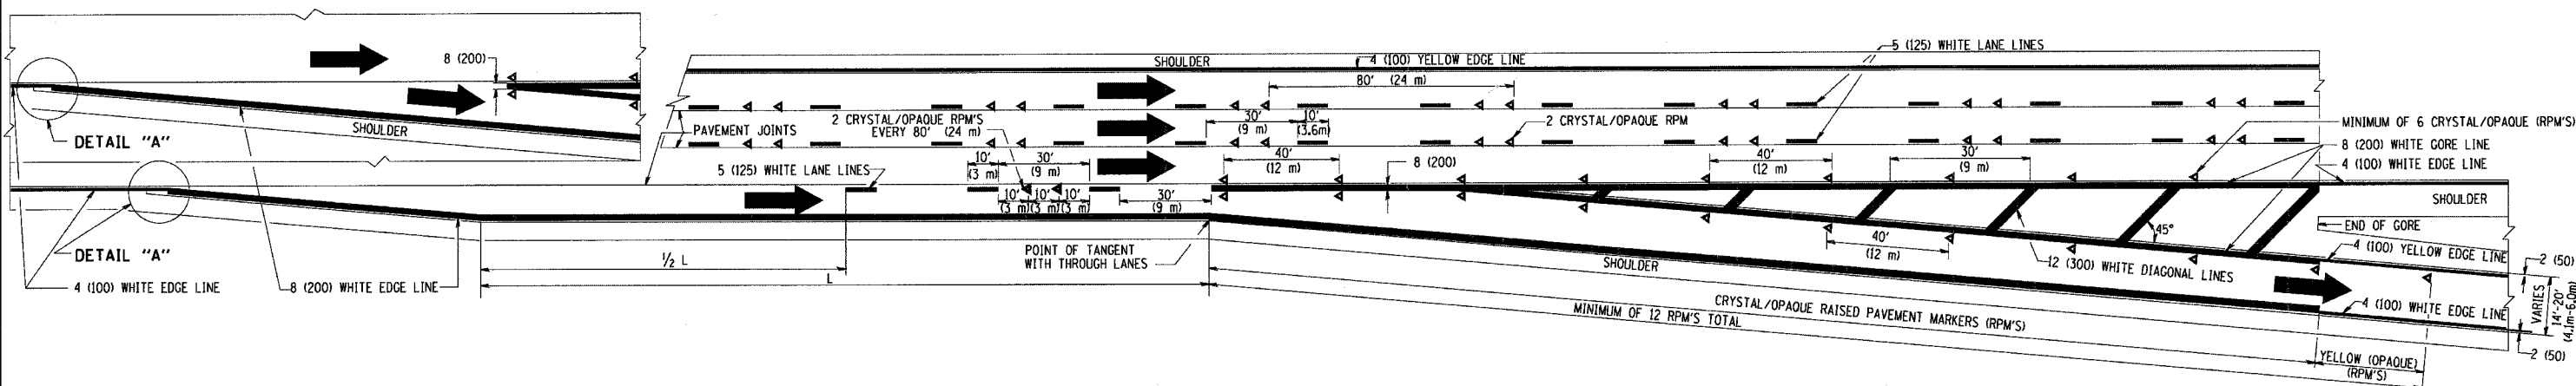 8 (200)
DETAIL "A"
SHOULDER
DETAIL "A"
4 (100) WHITE EDGE LINE
8 (200) WHITE EDGE LINE
PAVEMENT JOINTS
2 CRYSTAL/OPAQUE RPM'S
EVERY 80' (24 m)
5 (125) WHITE LANE LINES
SHOULDER
4 (100) YELLOW EDGE LINE
80' (24 m)
30'
(9 m)
10'
(3.6m)
2 CRYSTAL/OPAQUE RPM
5 (125) WHITE LANE LINES
10'
(3 m)
30'
(9 m)
10'
(3 m)
10'
(3 m)
10'
(3 m)
30'
(9 m)
40'
(12 m)
8 (200)
40'
(12 m)
30'
(9 m)
MINIMUM OF 6 CRYSTAL/OPAQUE (RPM'S)
8 (200) WHITE GORE LINE
4 (100) WHITE EDGE LINE
SHOULDER
END OF GORE
45°
40'
(12 m)
12 (300) WHITE DIAGONAL LINES
4 (100) YELLOW EDGE LINE
2 (50)
VARIES
14'-20'
(4.1m-6.0m)
2 (50)
4 (100) WHITE EDGE LINE
½ L
L
POINT OF TANGENT
WITH THROUGH LANES
SHOULDER
CRYSTAL/OPAQUE RAISED PAVEMENT MARKERS (RPM'S)
MINIMUM OF 12 RPM'S TOTAL
YELLOW (OPAQUE)
(RPM'S)